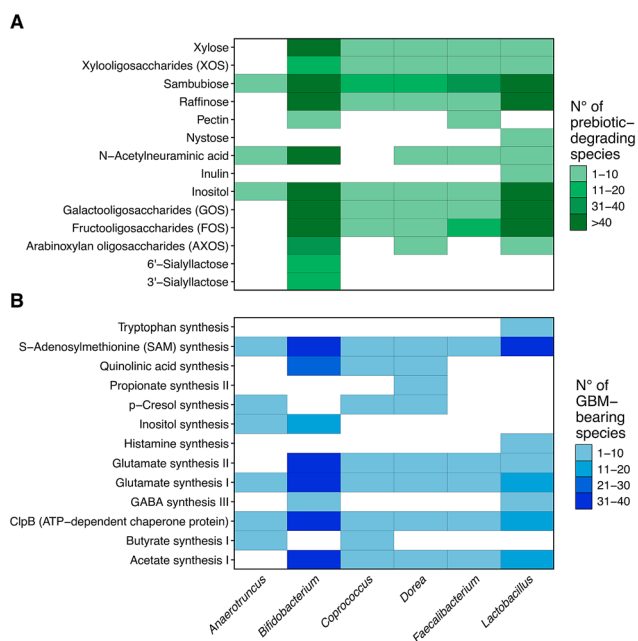 A
Xylose
Xylooligosaccharides (XOS)
Sambubiose
Raffinose
Pectin
Nystose
N−Acetylneuraminic acid
Inulin
Inositol
Galactooligosaccharides (GOS)
Fructooligosaccharides (FOS)
Arabinoxylan oligosaccharides (AXOS)
6'−Sialyllactose
3'−Sialyllactose
N° of
prebiotic−
degrading
species
1−10
11−20
31−40
>40
B
Tryptophan synthesis
S−Adenosylmethionine (SAM) synthesis
Quinolinic acid synthesis
Propionate synthesis II
p−Cresol synthesis
Inositol synthesis
Histamine synthesis
Glutamate synthesis II
Glutamate synthesis I
GABA synthesis III
ClpB (ATP−dependent chaperone protein)
Butyrate synthesis I
Acetate synthesis I
N° of
GBM−
bearing
species
1−10
11−20
21−30
31−40
Anaerotruncus
Bifidobacterium
Coprococcus
Dorea
Faecalibacterium
Lactobacillus